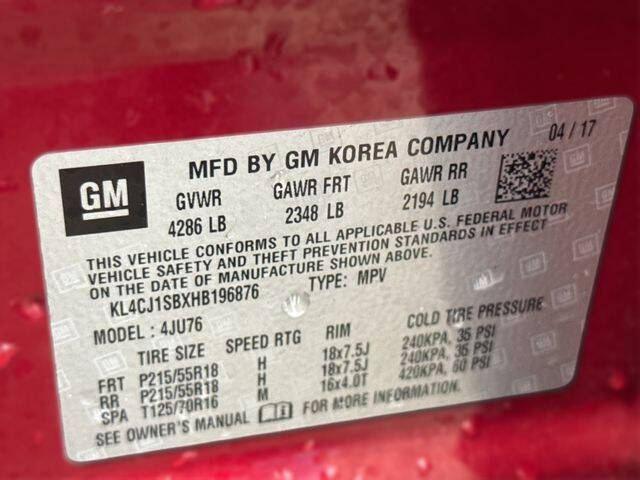 GM
MFD BY GM KOREA COMPANY 04 / 17
GVWR GAWR FRT GAWR RR
4286 LB 2348 LB 2194 LB
THIS VEHICLE CONFORMS TO ALL APPLICABLE U.S. FEDERAL MOTOR
VEHICLE SAFETY AND THEFT PREVENTION STANDARDS IN EFFECT
ON THE DATE OF MANUFACTURE SHOWN ABOVE.
KL4CJ1SBXHB196876 TYPE: MPV
MODEL : 4JU76
TIRE SIZE SPEED RTG RIM COLD TIRE PRESSURE
FRT P215/55R18 H 18x7.5J 240KPA, 35 PSI
RR P215/55R18 H 18x7.5J 240KPA, 35 PSI
SPA T125/70R16 M 16x4.0T 420KPA, 60 PSI
SEE OWNER'S MANUAL FOR MORE INFORMATION.